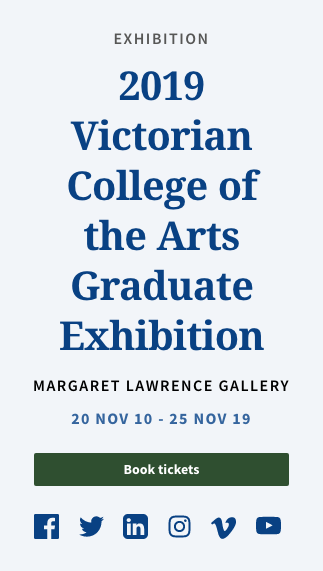 EXHIBITION
2019
Victorian
College of
the Arts
Graduate
Exhibition
MARGARET LAWRENCE GALLERY
20 NOV 10 - 25 NOV 19
Book tickets